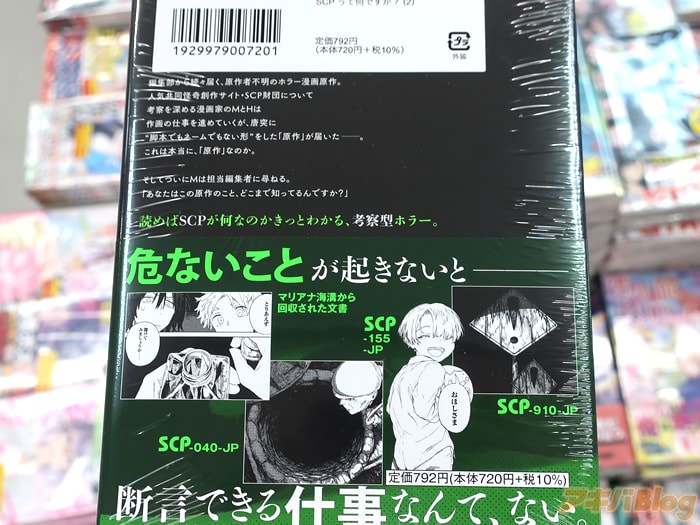 SCPって何ですか？(2)
1929979007201
定価792円
(本体720円+税10%)
外装
編集部から続々届く、原作者不明のホラー漫画原作。
人気共同怪奇創作サイト・SCP財団について
考察を深める漫画家のMとHは
作画の仕事を進めていくが、唐突に
“脚本でもネームでもない形”をした「原作」が届いた――。
これは本当に、「原作」なのか。
そしてついにMは担当編集者に尋ねる。
「あなたはこの原作のこと、どこまで知ってるんですか?」
読めばSCPが何なのかきっとわかる、考察型ホラー。
危ないことが起きないと――
マリアナ海溝から
回収された文書
SCP
-155
-JP
おほしさま
SCP-910-JP
SCP-040-JP
定価792円(本体720円+税10%)
断言できる仕事なんて、ない。
アキバBlog